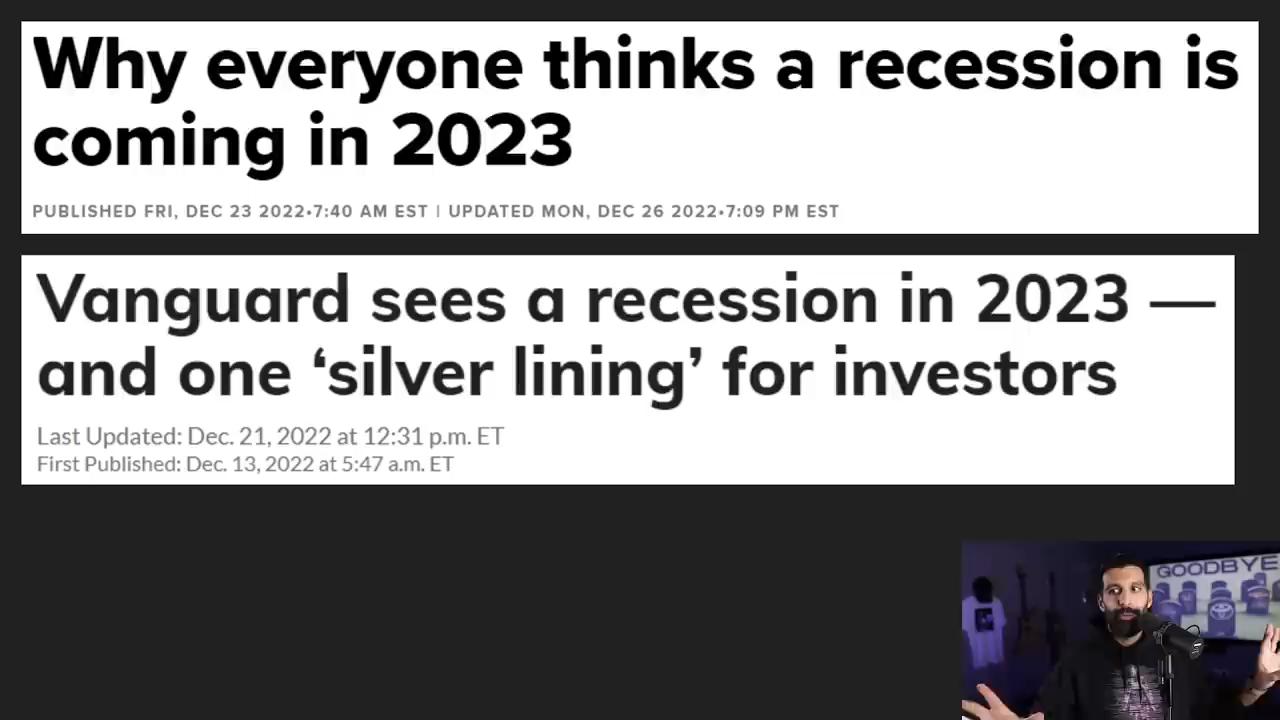 Why everyone thinks a recession is
coming in 2023
PUBLISHED FRI, DEC 23 2022•7:40 AM EST | UPDATED MON, DEC 26 2022•7:09 PM EST
Vanguard sees a recession in 2023 —
and one ‘silver lining’ for investors
Last Updated: Dec. 21, 2022 at 12:31 p.m. ET
First Published: Dec. 13, 2022 at 5:47 a.m. ET
GOODBYE